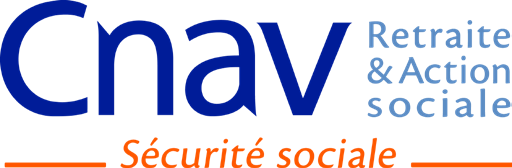 Cnav
Retraite
& Action
sociale
Sécurité sociale